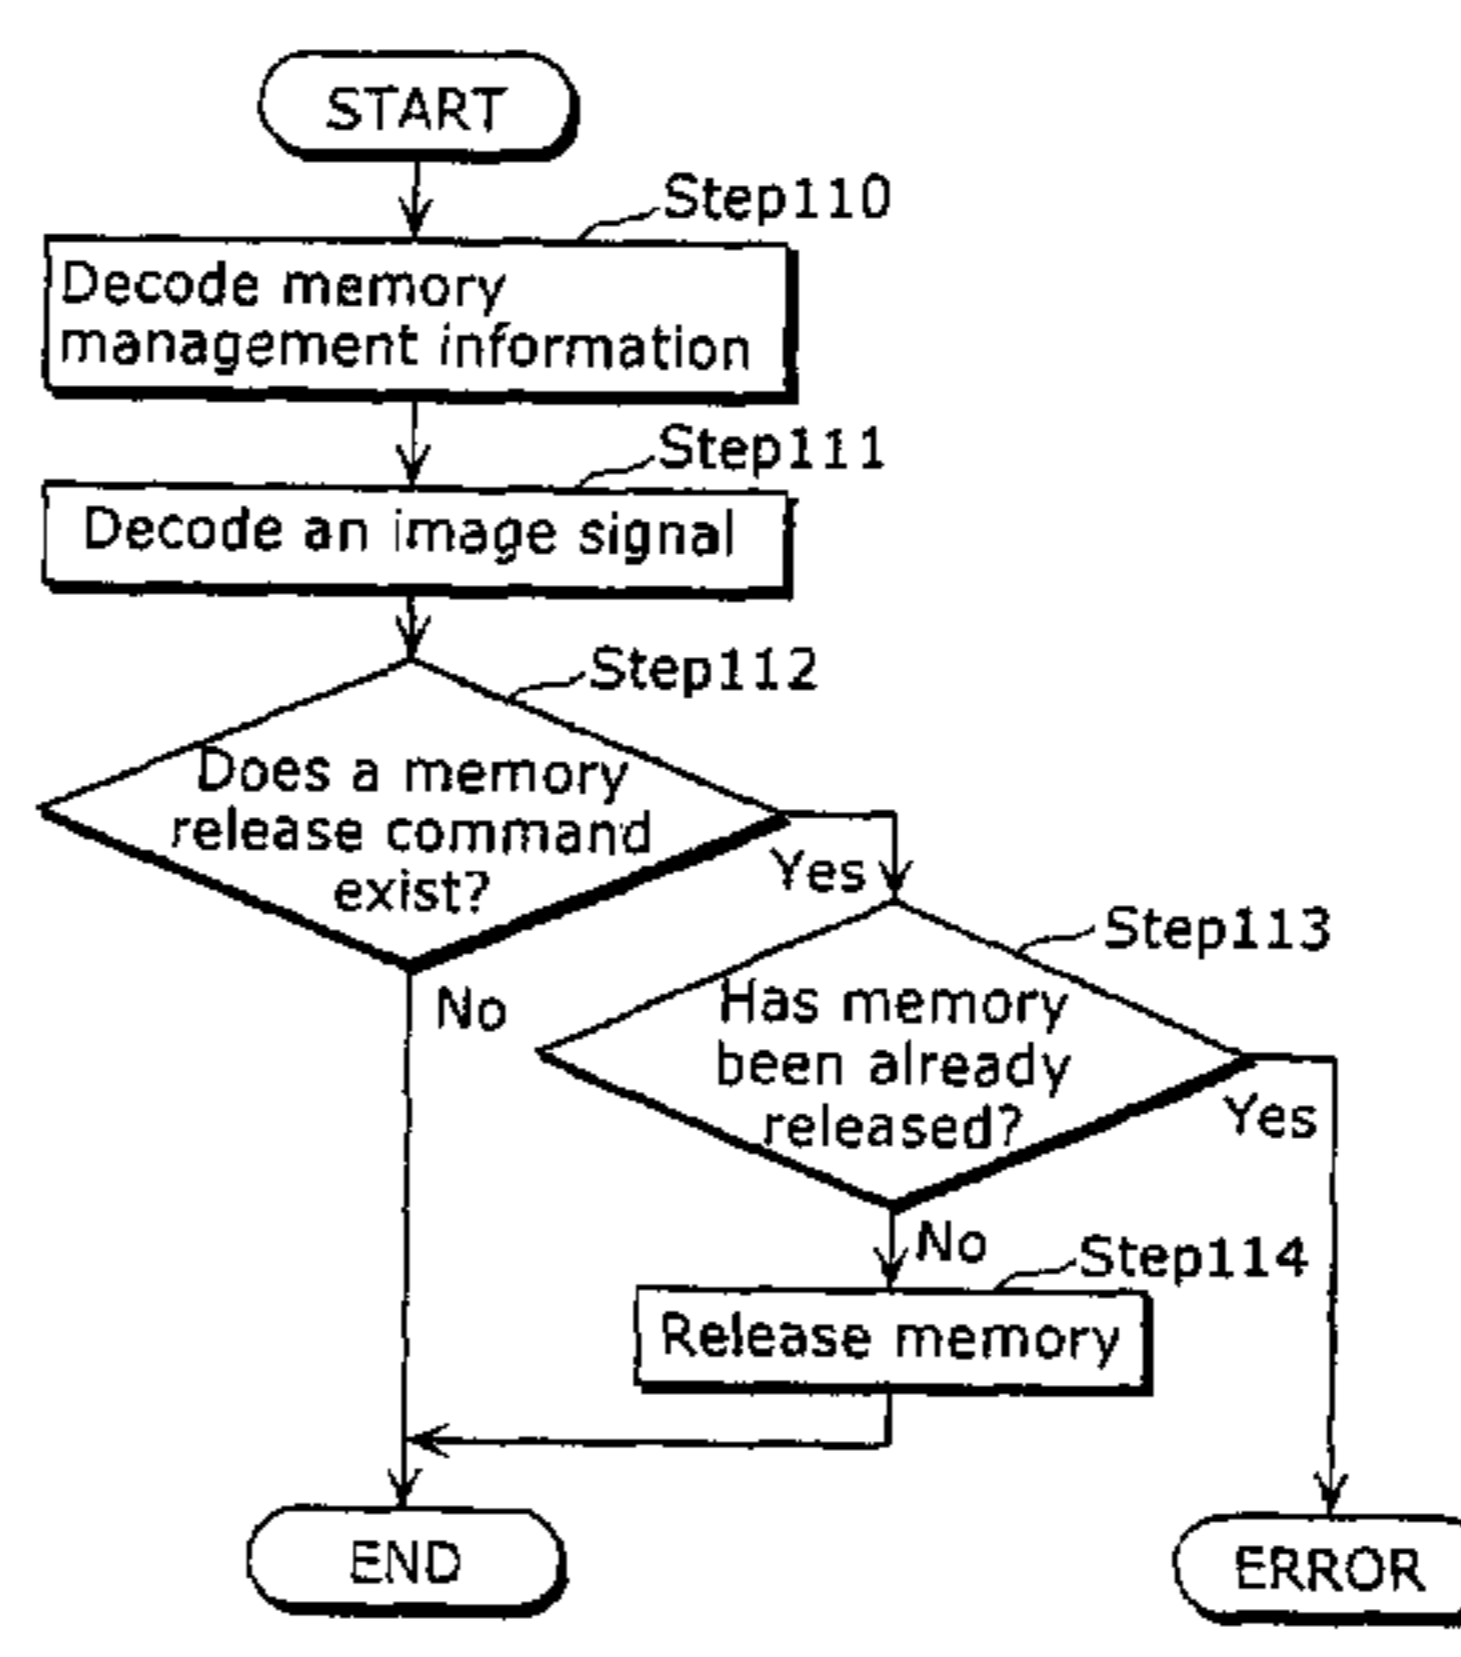 START
Step110
Decode memory
management information
Step111
Decode an image signal
Step112
Does a memory
release command
exist?
Yes
Step113
No
Has memory
been already
released?
Yes
No
Step114
Release memory
END
ERROR